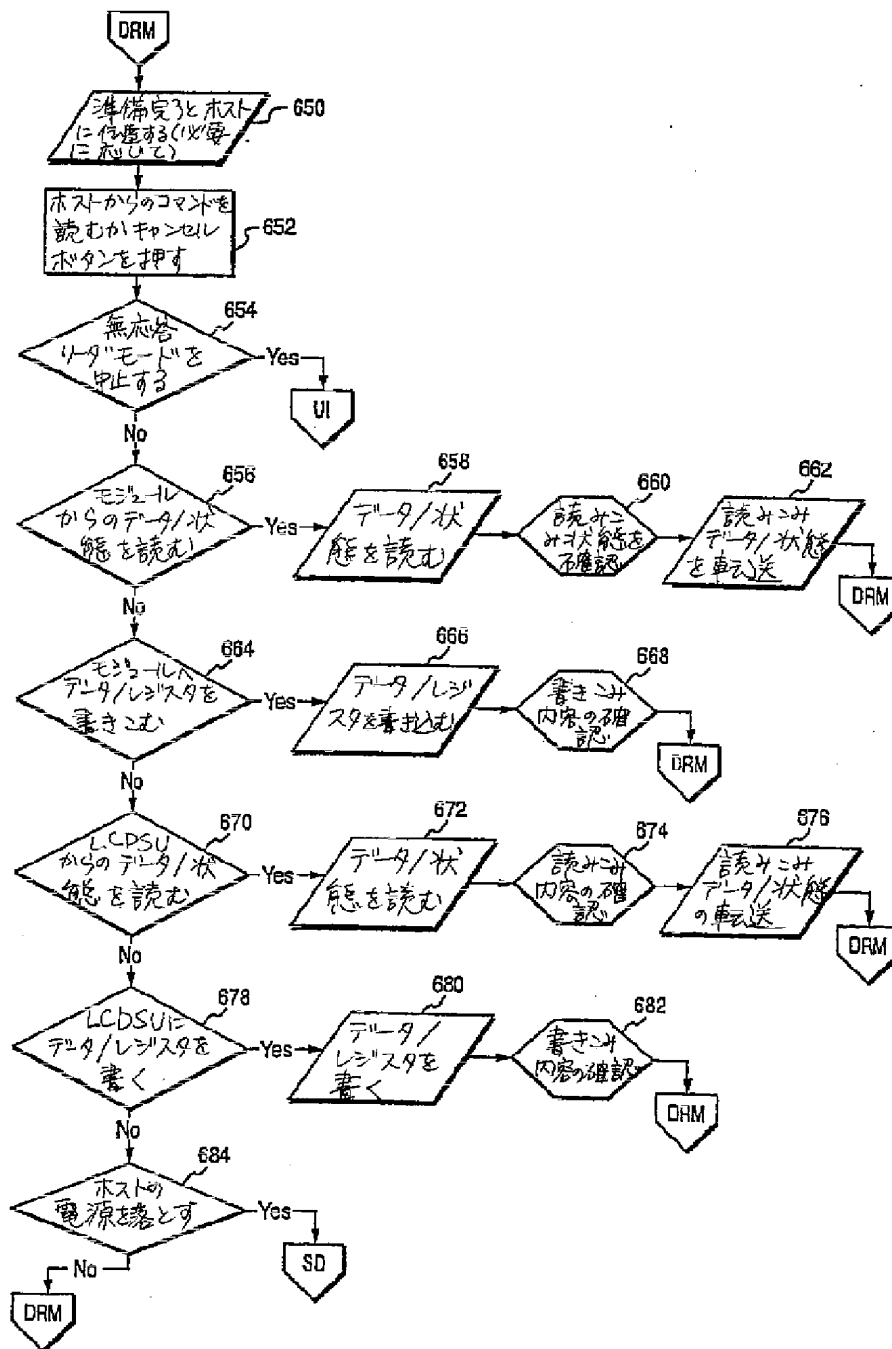 DRM
準備完了とホスト
に位置する(必要
に応じて)
650
ホストからのコマンドを
読むかキャンセル
ボタンを押す
652
654
無応答
リーダモードを
中止する
Yes
UI
No
656
モジュール
からのデータ/状
態を読む
Yes
658
データ/状
態を読む
660
読みこ
み状態を
確認
662
読みこみ
データ/状態
を転送
DRM
No
664
モジュールへ
データ/レジスタを
書きこむ
Yes
666
データ/レジ
スタを書き込む
668
書きこみ
内容の確
認
DRM
No
670
LCDSU
からのデータ/状
態を読む
Yes
672
データ/状
態を読む
674
読みこみ
内容の確
認
676
読みこみ
データ/状態
の転送
DRM
No
678
LCDSUに
データ/レジスタを
書く
Yes
680
データ/
レジスタを
書く
682
書きこみ
内容の確認
DRM
No
684
ホストの
電源を落とす
Yes
SD
No
DRM